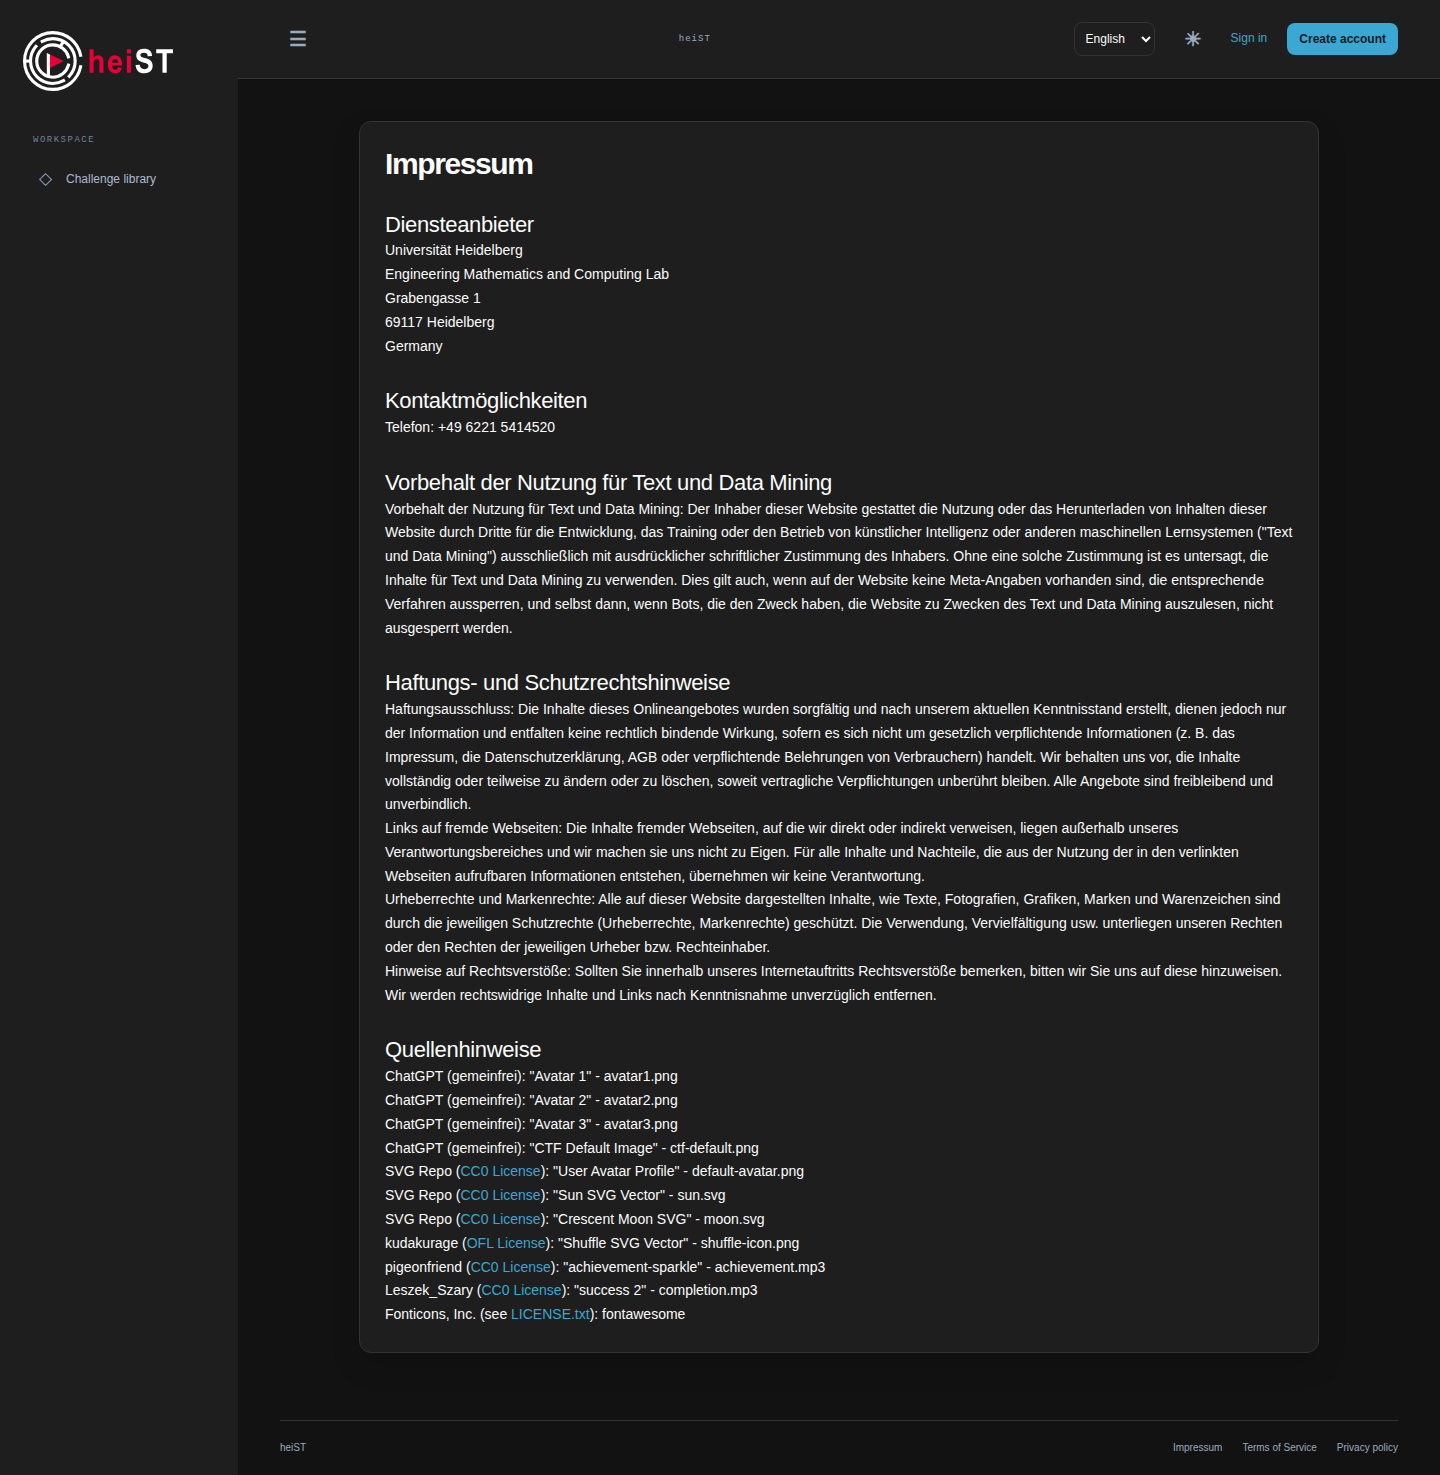 heiST
WORKSPACE
Challenge library
☰
heiST
English
Sign in
Create account
Impressum
Diensteanbieter
Universität Heidelberg
Engineering Mathematics and Computing Lab
Grabengasse 1
69117 Heidelberg
Germany
Kontaktmöglichkeiten
Telefon: +49 6221 5414520
Vorbehalt der Nutzung für Text und Data Mining
Vorbehalt der Nutzung für Text und Data Mining: Der Inhaber dieser Website gestattet die Nutzung oder das Herunterladen von Inhalten dieser
Website durch Dritte für die Entwicklung, das Training oder den Betrieb von künstlicher Intelligenz oder anderen maschinellen Lernsystemen ("Text
und Data Mining") ausschließlich mit ausdrücklicher schriftlicher Zustimmung des Inhabers. Ohne eine solche Zustimmung ist es untersagt, die
Inhalte für Text und Data Mining zu verwenden. Dies gilt auch, wenn auf der Website keine Meta-Angaben vorhanden sind, die entsprechende
Verfahren aussperren, und selbst dann, wenn Bots, die den Zweck haben, die Website zu Zwecken des Text und Data Mining auszulesen, nicht
ausgesperrt werden.
Haftungs- und Schutzrechtshinweise
Haftungsausschluss: Die Inhalte dieses Onlineangebotes wurden sorgfältig und nach unserem aktuellen Kenntnisstand erstellt, dienen jedoch nur
der Information und entfalten keine rechtlich bindende Wirkung, sofern es sich nicht um gesetzlich verpflichtende Informationen (z. B. das
Impressum, die Datenschutzerklärung, AGB oder verpflichtende Belehrungen von Verbrauchern) handelt. Wir behalten uns vor, die Inhalte
vollständig oder teilweise zu ändern oder zu löschen, soweit vertragliche Verpflichtungen unberührt bleiben. Alle Angebote sind freibleibend und
unverbindlich.
Links auf fremde Webseiten: Die Inhalte fremder Webseiten, auf die wir direkt oder indirekt verweisen, liegen außerhalb unseres
Verantwortungsbereiches und wir machen sie uns nicht zu Eigen. Für alle Inhalte und Nachteile, die aus der Nutzung der in den verlinkten
Webseiten aufrufbaren Informationen entstehen, übernehmen wir keine Verantwortung.
Urheberrechte und Markenrechte: Alle auf dieser Website dargestellten Inhalte, wie Texte, Fotografien, Grafiken, Marken und Warenzeichen sind
durch die jeweiligen Schutzrechte (Urheberrechte, Markenrechte) geschützt. Die Verwendung, Vervielfältigung usw. unterliegen unseren Rechten
oder den Rechten der jeweiligen Urheber bzw. Rechteinhaber.
Hinweise auf Rechtsverstöße: Sollten Sie innerhalb unseres Internetauftritts Rechtsverstöße bemerken, bitten wir Sie uns auf diese hinzuweisen.
Wir werden rechtswidrige Inhalte und Links nach Kenntnisnahme unverzüglich entfernen.
Quellenhinweise
ChatGPT (gemeinfrei): "Avatar 1" - avatar1.png
ChatGPT (gemeinfrei): "Avatar 2" - avatar2.png
ChatGPT (gemeinfrei): "Avatar 3" - avatar3.png
ChatGPT (gemeinfrei): "CTF Default Image" - ctf-default.png
SVG Repo (CC0 License): "User Avatar Profile" - default-avatar.png
SVG Repo (CC0 License): "Sun SVG Vector" - sun.svg
SVG Repo (CC0 License): "Crescent Moon SVG" - moon.svg
kudakurage (OFL License): "Shuffle SVG Vector" - shuffle-icon.png
pigeonfriend (CC0 License): "achievement-sparkle" - achievement.mp3
Leszek_Szary (CC0 License): "success 2" - completion.mp3
Fonticons, Inc. (see LICENSE.txt): fontawesome
heiST
Impressum
Terms of Service
Privacy policy